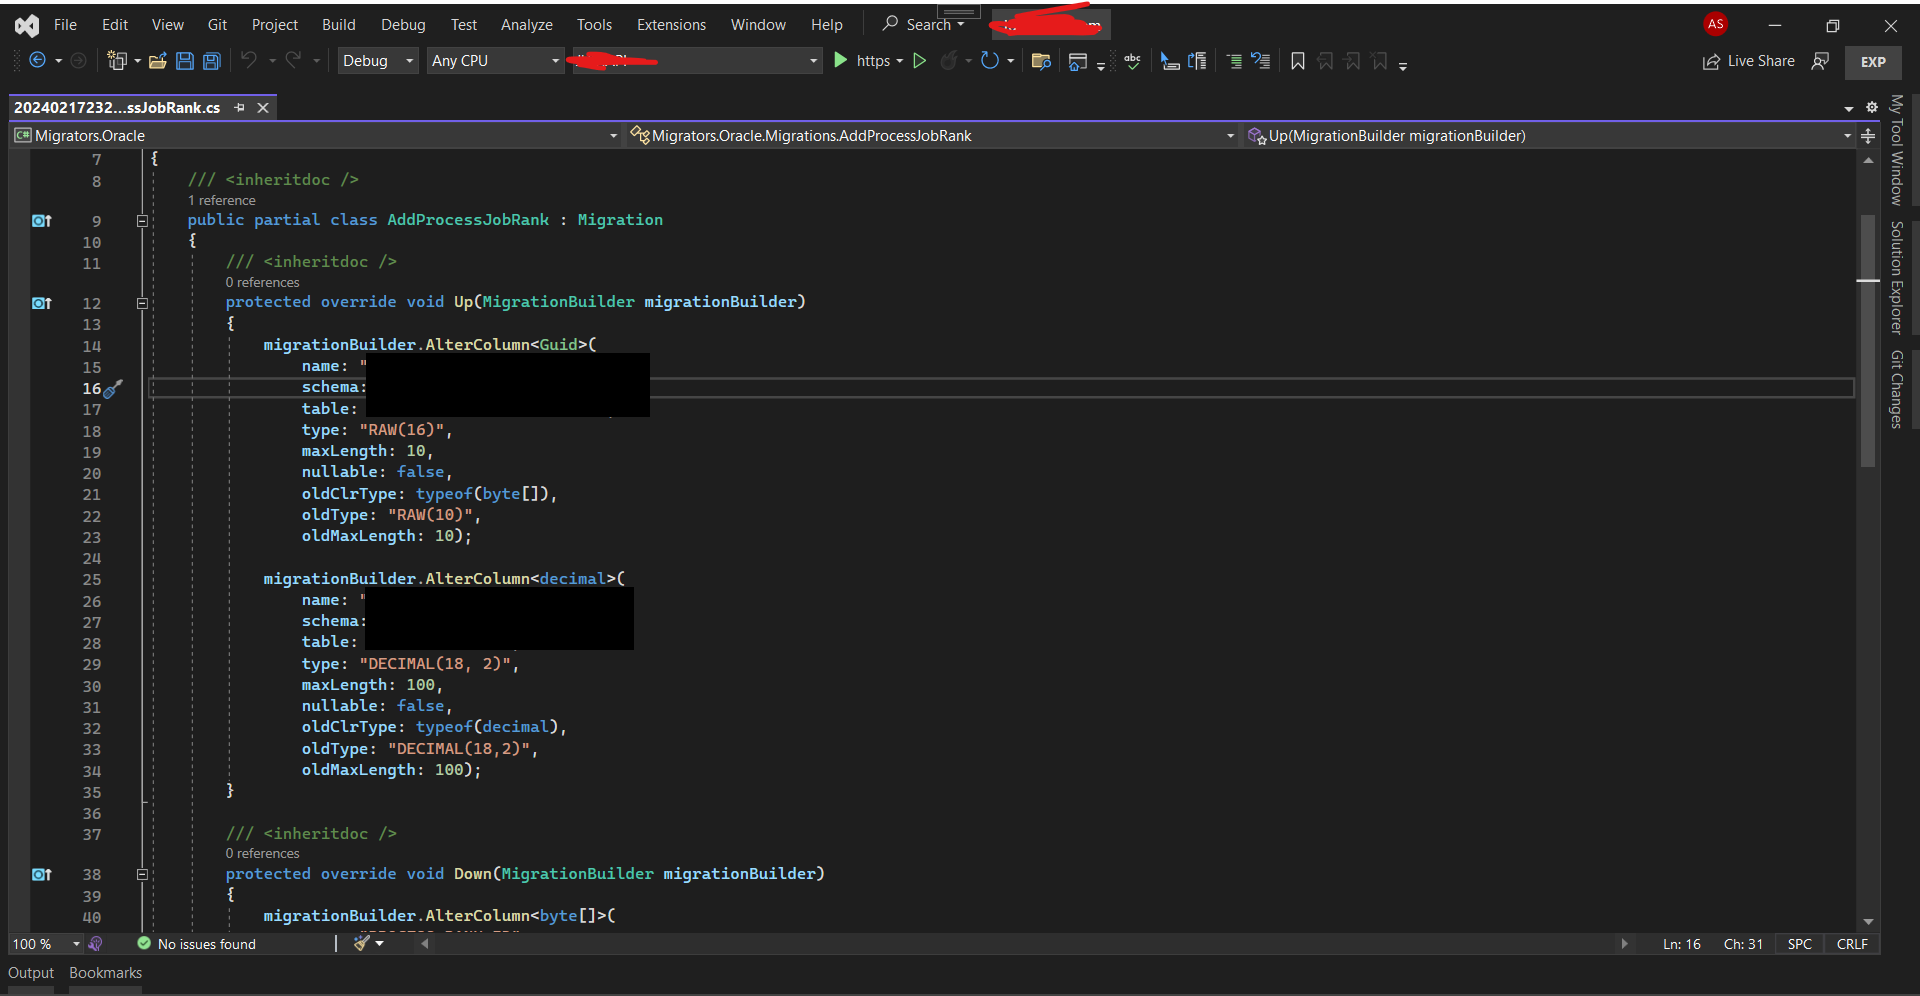 File Edit View Git Project Build Debug Test Analyze Tools Extensions Window Help Search AS
Debug Any CPU https Live Share EXP
20240217232...ssJobRank.cs
Migrators.Oracle Migrators.Oracle.Migrations.AddProcessJobRank Up(MigrationBuilder migrationBuilder)
7 {
8 /// <inheritdoc />
1 reference
9 public partial class AddProcessJobRank : Migration
10 {
11 /// <inheritdoc />
0 references
12 protected override void Up(MigrationBuilder migrationBuilder)
13 {
14 migrationBuilder.AlterColumn<Guid>(
15 name: "
16 schema:
17 table:
18 type: "RAW(16)",
19 maxLength: 10,
20 nullable: false,
21 oldClrType: typeof(byte[]),
22 oldType: "RAW(10)",
23 oldMaxLength: 10);
24
25 migrationBuilder.AlterColumn<decimal>(
26 name: "
27 schema:
28 table:
29 type: "DECIMAL(18, 2)",
30 maxLength: 100,
31 nullable: false,
32 oldClrType: typeof(decimal),
33 oldType: "DECIMAL(18,2)",
34 oldMaxLength: 100);
35 }
36
37 /// <inheritdoc />
0 references
38 protected override void Down(MigrationBuilder migrationBuilder)
39 {
40 migrationBuilder.AlterColumn<byte[]>(
100 % No issues found Ln: 16 Ch: 31 SPC CRLF
Output Bookmarks
My Tool Window
Solution Explorer
Git Changes